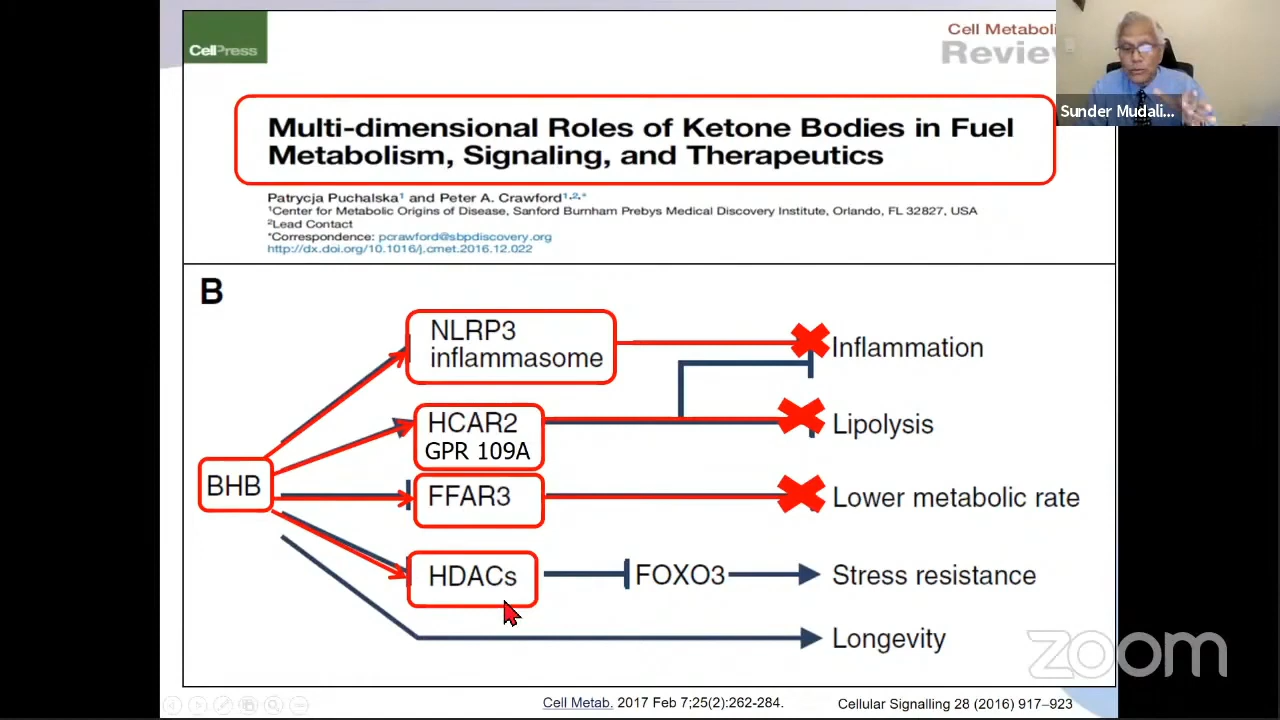 CellPress
Cell Metaboli
Review
Sunder Mudali...
Multi-dimensional Roles of Ketone Bodies in Fuel
Metabolism, Signaling, and Therapeutics
Patrycja Puchalska1 and Peter A. Crawford1,2,*
1Center for Metabolic Origins of Disease, Sanford Burnham Prebys Medical Discovery Institute, Orlando, FL 32827, USA
2Lead Contact
*Correspondence: pcrawford@sbpdiscovery.org
http://dx.doi.org/10.1016/j.cmet.2016.12.022
B
NLRP3
inflammasome
Inflammation
HCAR2
GPR 109A
Lipolysis
BHB
FFAR3
Lower metabolic rate
HDACs
FOXO3
Stress resistance
Longevity
zoom
Cell Metab. 2017 Feb 7;25(2):262-284.
Cellular Signalling 28 (2016) 917–923